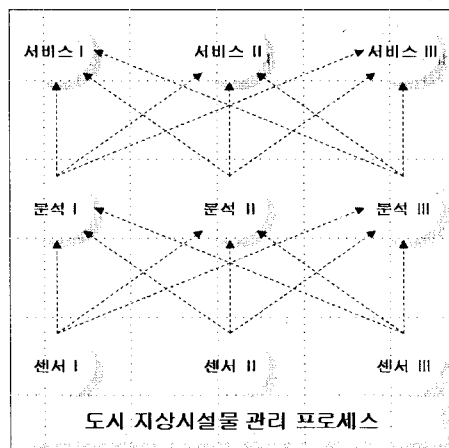 서비스 I 서비스 II 서비스 III
분석 I 분석 II 분석 III
센서 I 센서 II 센서 III
도시 지상시설물 관리 프로세스